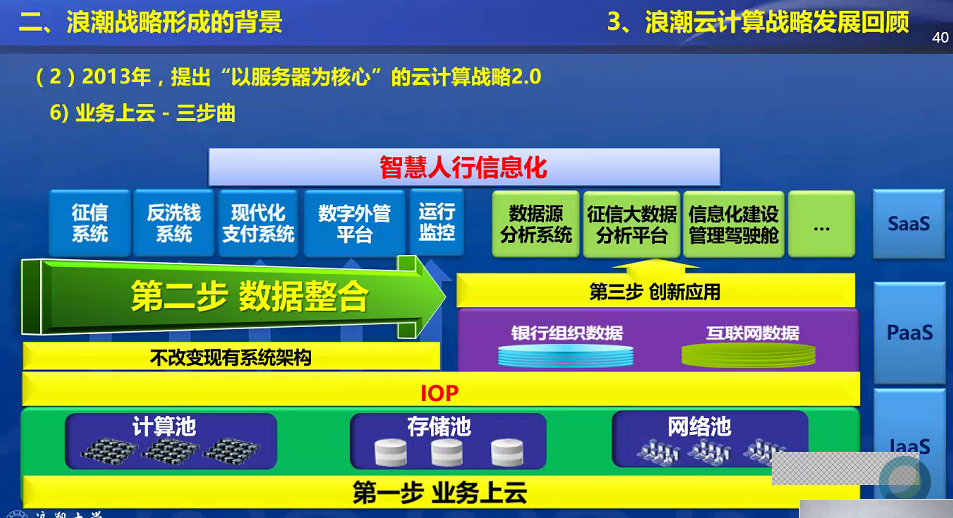 二、浪潮战略形成的背景
3、浪潮云计算战略发展回顾
40
（2）2013年，提出“以服务器为核心”的云计算战略2.0
6) 业务上云 - 三步曲
智慧人行信息化
征信
系统
反洗钱
系统
现代化
支付系统
数字外管
平台
运行
监控
数据源
分析系统
征信大数据
分析平台
信息化建设
管理驾驶舱
...
SaaS
第二步 数据整合
第三步 创新应用
银行组织数据
互联网数据
PaaS
不改变现有系统架构
IOP
计算池
存储池
网络池
IaaS
第一步 业务上云